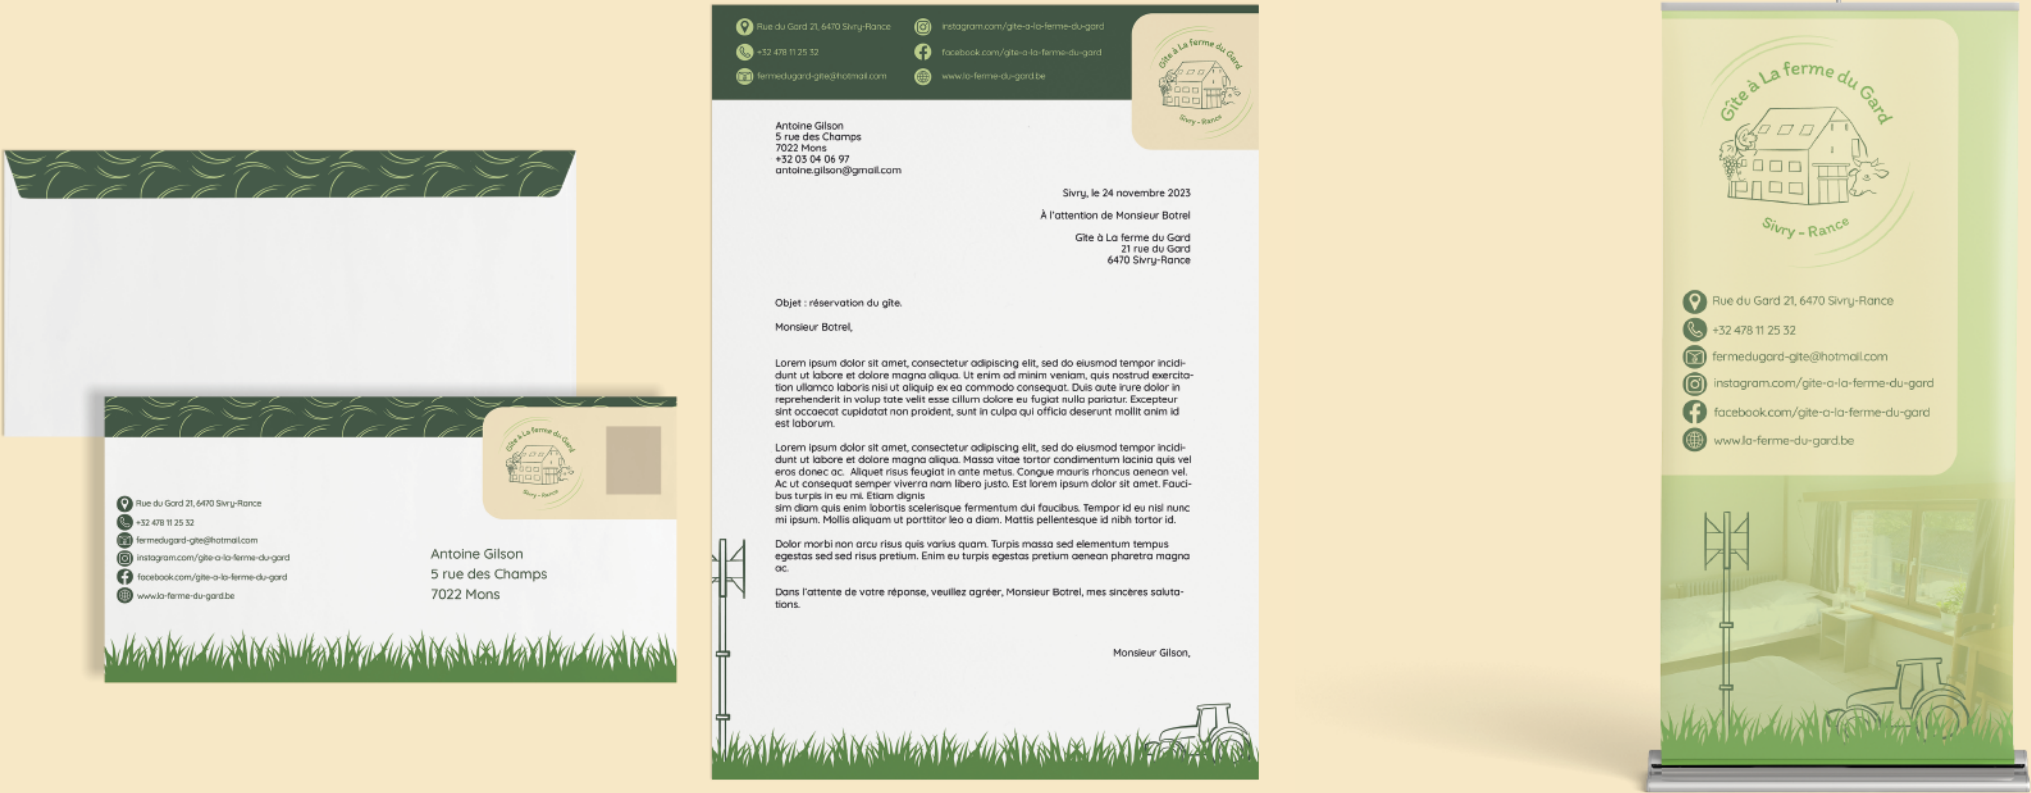 Gîte à La ferme du Gard
Sivry - Rance
Rue du Gard 21, 6470 Sivry-Rance
+32 478 11 25 32
fermedugard-gite@hotmail.com
instagram.com/gite-a-la-ferme-du-gard
facebook.com/gite-a-la-ferme-du-gard
www.la-ferme-du-gard.be
Antoine Gilson
5 rue des Champs
7022 Mons
Rue du Gard 21, 6470 Sivry-Rance
+32 478 11 25 32
fermedugard-gite@hotmail.com
instagram.com/gite-a-la-ferme-du-gard
facebook.com/gite-a-la-ferme-du-gard
www.la-ferme-du-gard.be
Gîte à La ferme du Gard
Sivry - Rance
Antoine Gilson
5 rue des Champs
7022 Mons
+32 03 04 06 97
antoine.gilson@gmail.com
Sivry, le 24 novembre 2023
À l'attention de Monsieur Botrel
Gîte à La ferme du Gard
21 rue du Gard
6470 Sivry-Rance
Objet : réservation du gîte.
Monsieur Botrel,
Lorem ipsum dolor sit amet, consectetur adipiscing elit, sed do eiusmod tempor incidi-
dunt ut labore et dolore magna aliqua. Ut enim ad minim veniam, quis nostrud exercita-
tion ullamco laboris nisi ut aliquip ex ea commodo consequat. Duis aute irure dolor in
reprehenderit in volup tate velit esse cillum dolore eu fugiat nulla pariatur. Excepteur
sint occaecat cupidatat non proident, sunt in culpa qui officia deserunt mollit anim id
est laborum.
Lorem ipsum dolor sit amet, consectetur adipiscing elit, sed do eiusmod tempor incidi-
dunt ut labore et dolore magna aliqua. Massa vitae tortor condimentum lacinia quis vel
eros donec ac. Aliquet risus feugiat in ante metus. Congue mauris rhoncus aenean vel.
Ac ut consequat semper viverra nam libero justo. Est lorem ipsum dolor sit amet. Fauci-
bus turpis in eu mi. Etiam dignis
sim diam quis enim lobortis scelerisque fermentum dui faucibus. Tempor id eu nisl nunc
mi ipsum. Mollis aliquam ut porttitor leo a diam. Mattis pellentesque id nibh tortor id.
Dolor morbi non arcu risus quis varius quam. Turpis massa sed elementum tempus
egestas sed sed risus pretium. Enim eu turpis egestas pretium aenean pharetra magna
ac.
Dans l'attente de votre réponse, veuillez agréer, Monsieur Botrel, mes sincères saluta-
tions.
Monsieur Gilson,
Gîte à La ferme du Gard
Sivry - Rance
Rue du Gard 21, 6470 Sivry-Rance
+32 478 11 25 32
fermedugard-gite@hotmail.com
instagram.com/gite-a-la-ferme-du-gard
facebook.com/gite-a-la-ferme-du-gard
www.la-ferme-du-gard.be